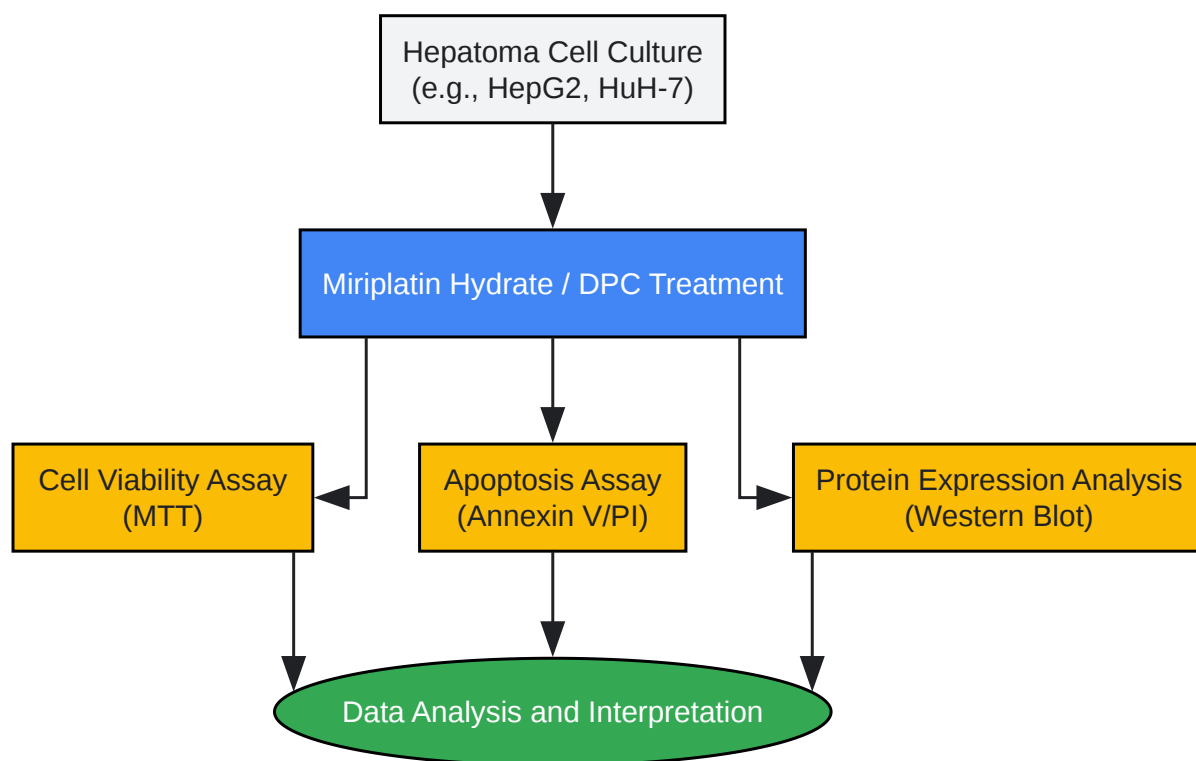 Hepatoma Cell Culture
(e.g., HepG2, HuH-7)
Miriplatin Hydrate / DPC Treatment
Cell Viability Assay
(MTT)
Apoptosis Assay
(Annexin V/PI)
Protein Expression Analysis
(Western Blot)
Data Analysis and Interpretation